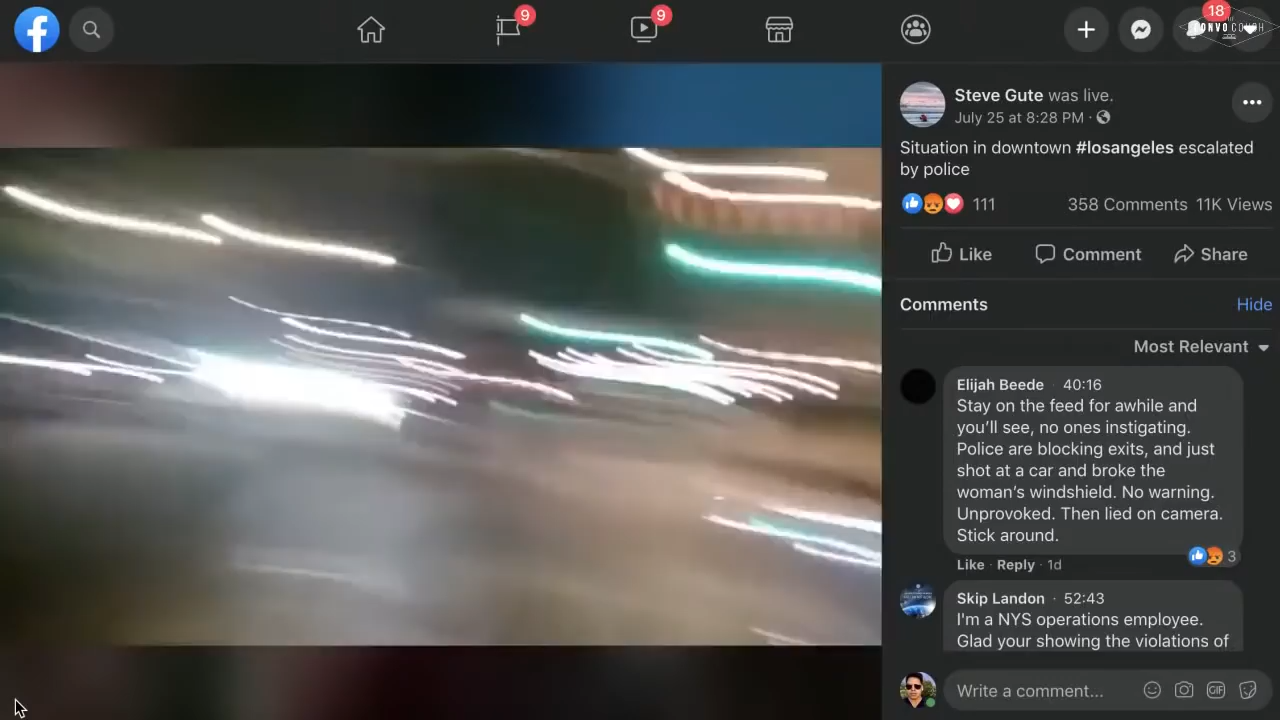 9
9
18
CONVO COUCH
Steve Gute was live.
July 25 at 8:28 PM ·
Situation in downtown #losangeles escalated
by police
111
358 Comments 11K Views
Like
Comment
Share
Comments
Hide
Most Relevant
Elijah Beede · 40:16
Stay on the feed for awhile and
you'll see, no ones instigating.
Police are blocking exits, and just
shot at a car and broke the
woman's windshield. No warning.
Unprovoked. Then lied on camera.
Stick around.
3
Like · Reply · 1d
Skip Landon · 52:43
I'm a NYS operations employee.
Glad your showing the violations of
Write a comment...
GIF